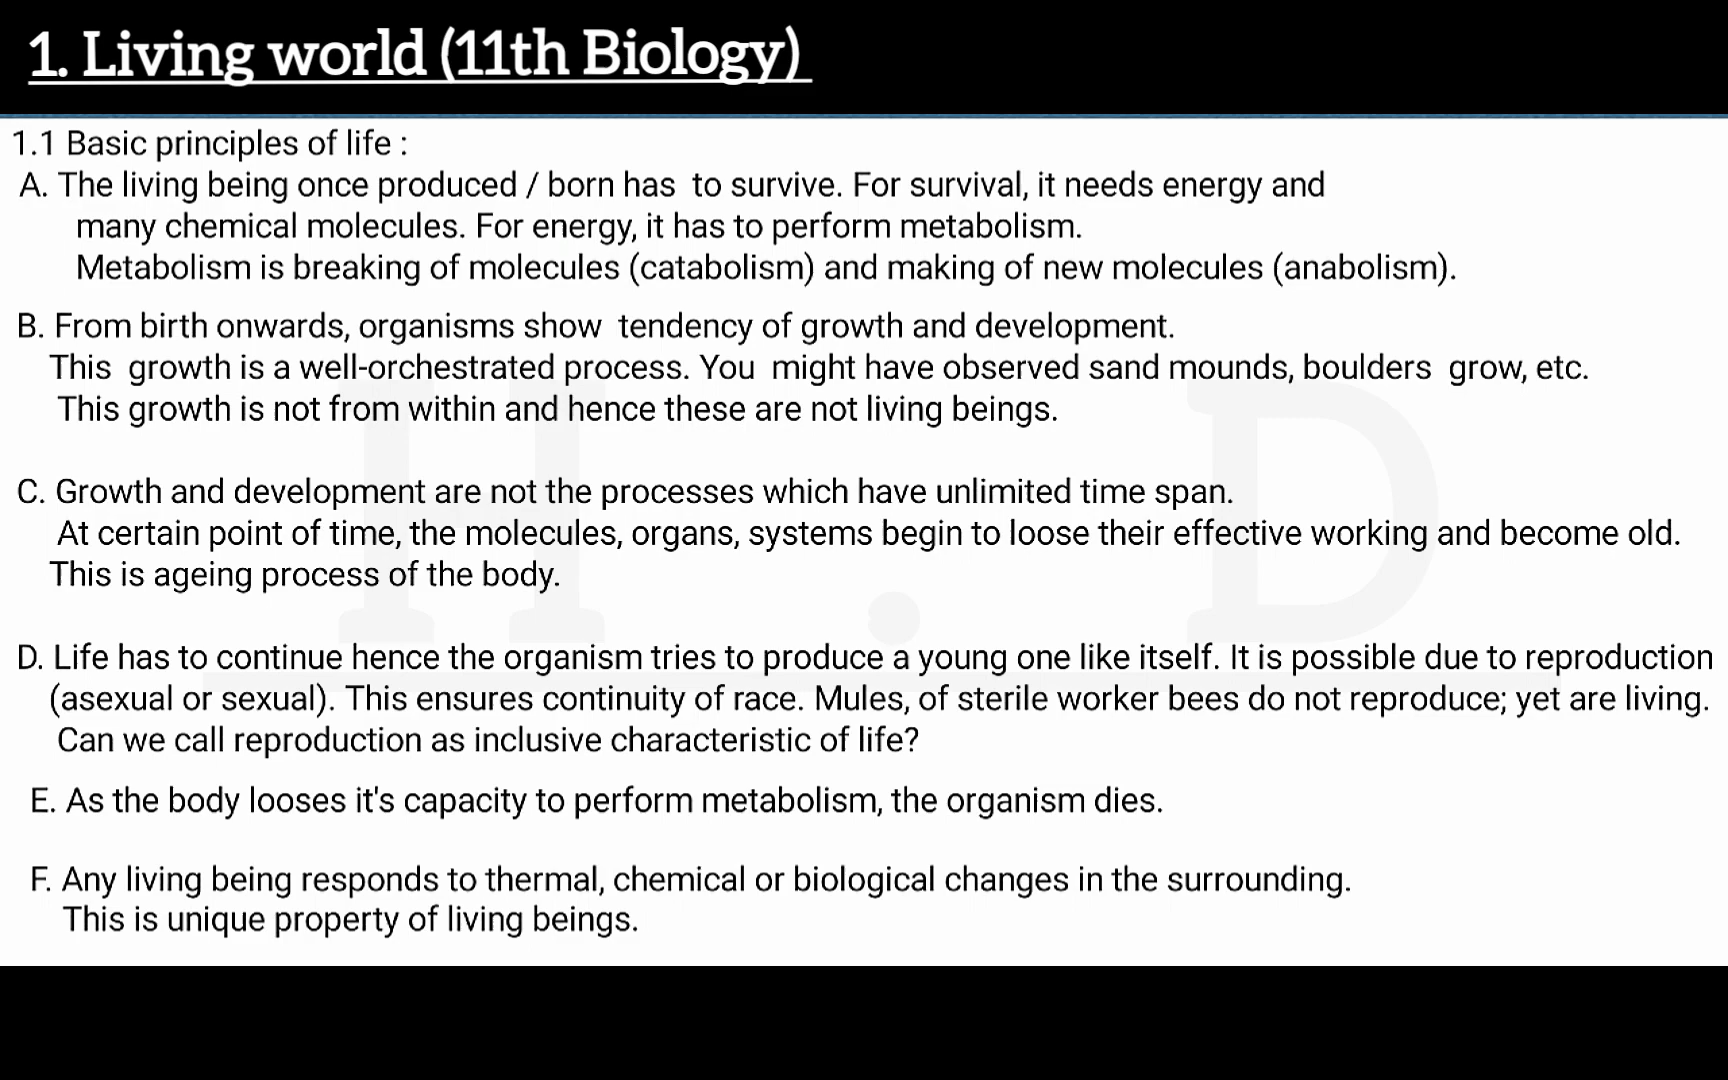 1. Living world (11th Biology)
1.1 Basic principles of life :
A. The living being once produced / born has to survive. For survival, it needs energy and
many chemical molecules. For energy, it has to perform metabolism.
Metabolism is breaking of molecules (catabolism) and making of new molecules (anabolism).
B. From birth onwards, organisms show tendency of growth and development.
This growth is a well-orchestrated process. You might have observed sand mounds, boulders grow, etc.
This growth is not from within and hence these are not living beings.
C. Growth and development are not the processes which have unlimited time span.
At certain point of time, the molecules, organs, systems begin to loose their effective working and become old.
This is ageing process of the body.
D. Life has to continue hence the organism tries to produce a young one like itself. It is possible due to reproduction
(asexual or sexual). This ensures continuity of race. Mules, of sterile worker bees do not reproduce; yet are living.
Can we call reproduction as inclusive characteristic of life?
E. As the body looses it's capacity to perform metabolism, the organism dies.
F. Any living being responds to thermal, chemical or biological changes in the surrounding.
This is unique property of living beings.
H . D